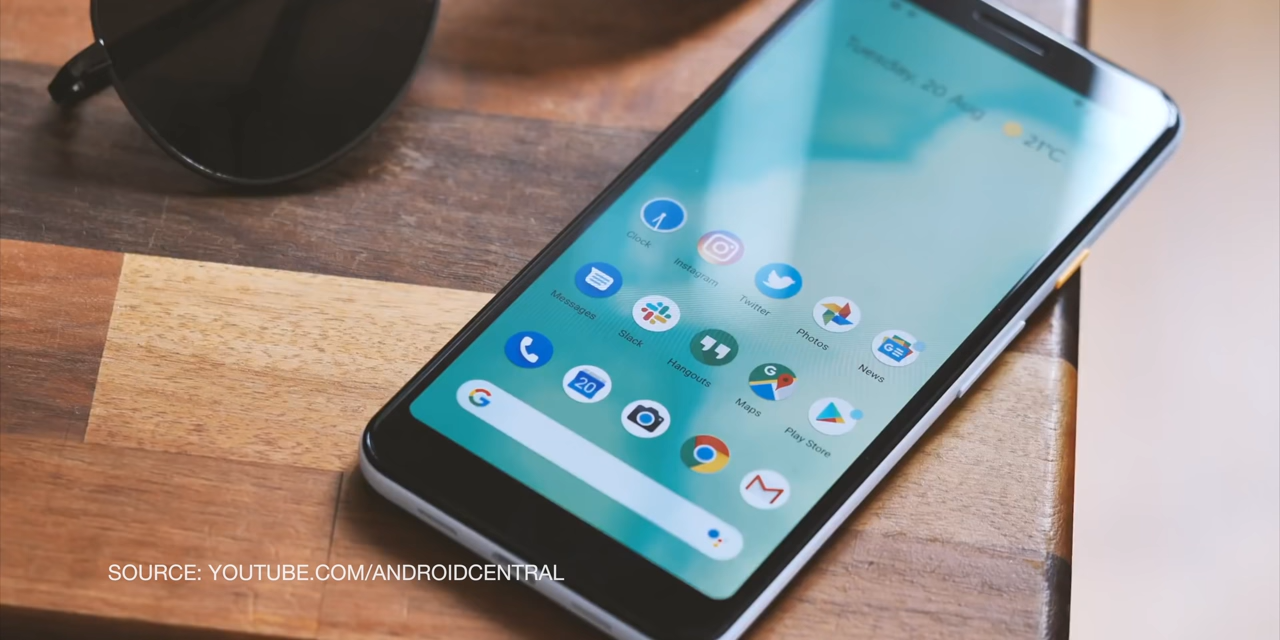 Tuesday, 20 Aug
21°C
Clock
Instagram
Twitter
Photos
News
Messages
Slack
Hangouts
Maps
Play Store
20
SOURCE: YOUTUBE.COM/ANDROIDCENTRAL